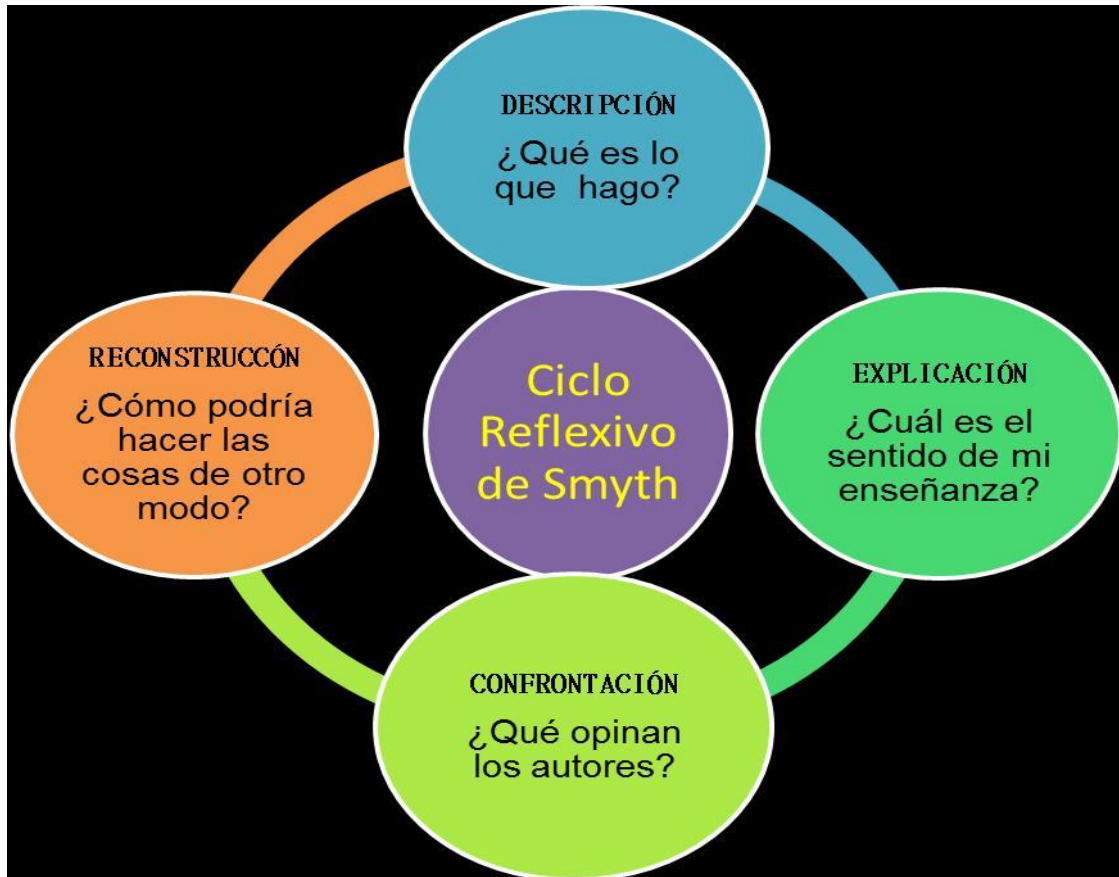 DESCRIPCIÓN
¿Qué es lo
que hago?
RECONSTRUCCÓN
¿Cómo podría
hacer las
cosas de otro
modo?
Ciclo
Reflexivo
de Smyth
EXPLICACIÓN
¿Cuál es el
sentido de mi
enseñanza?
CONFRONTACIÓN
¿Qué opinan
los autores?